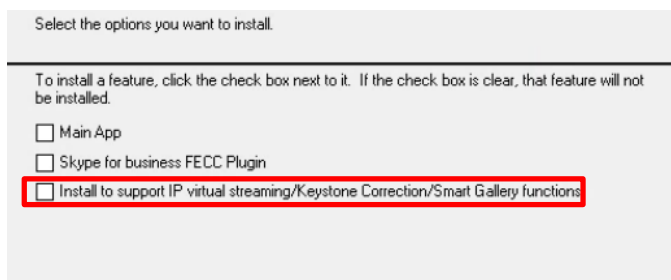 Select the options you want to install.
To install a feature, click the check box next to it. If the check box is clear, that feature will not
be installed.
Main App
Skype for business FECC Plugin
Install to support IP virtual streaming/Keystone Correction/Smart Gallery functions